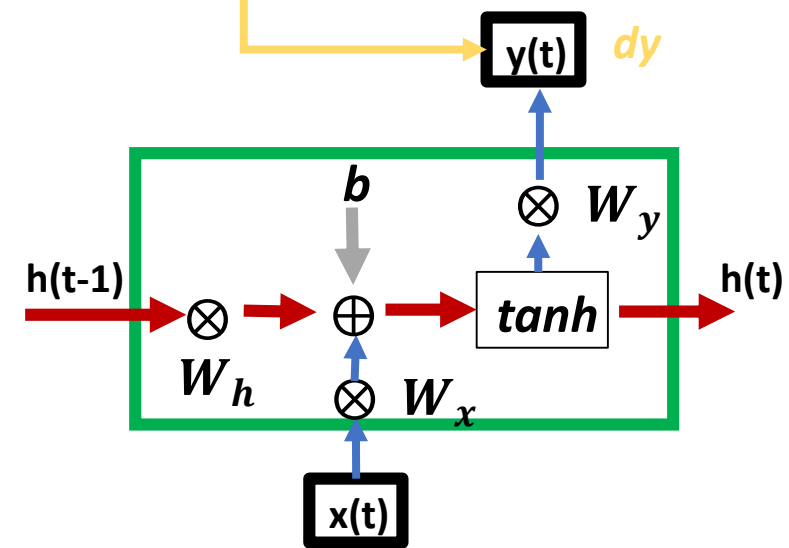 y(t)
dy
b
W_y
h(t-1)
tanh
h(t)
W_h
W_x
x(t)